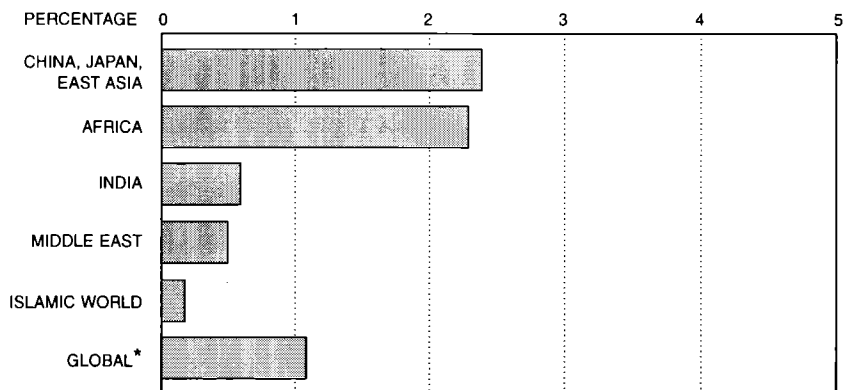 PERCENTAGE 0 1 2 3 4 5
CHINA, JAPAN,
EAST ASIA
AFRICA
INDIA
MIDDLE EAST
ISLAMIC WORLD
GLOBAL*